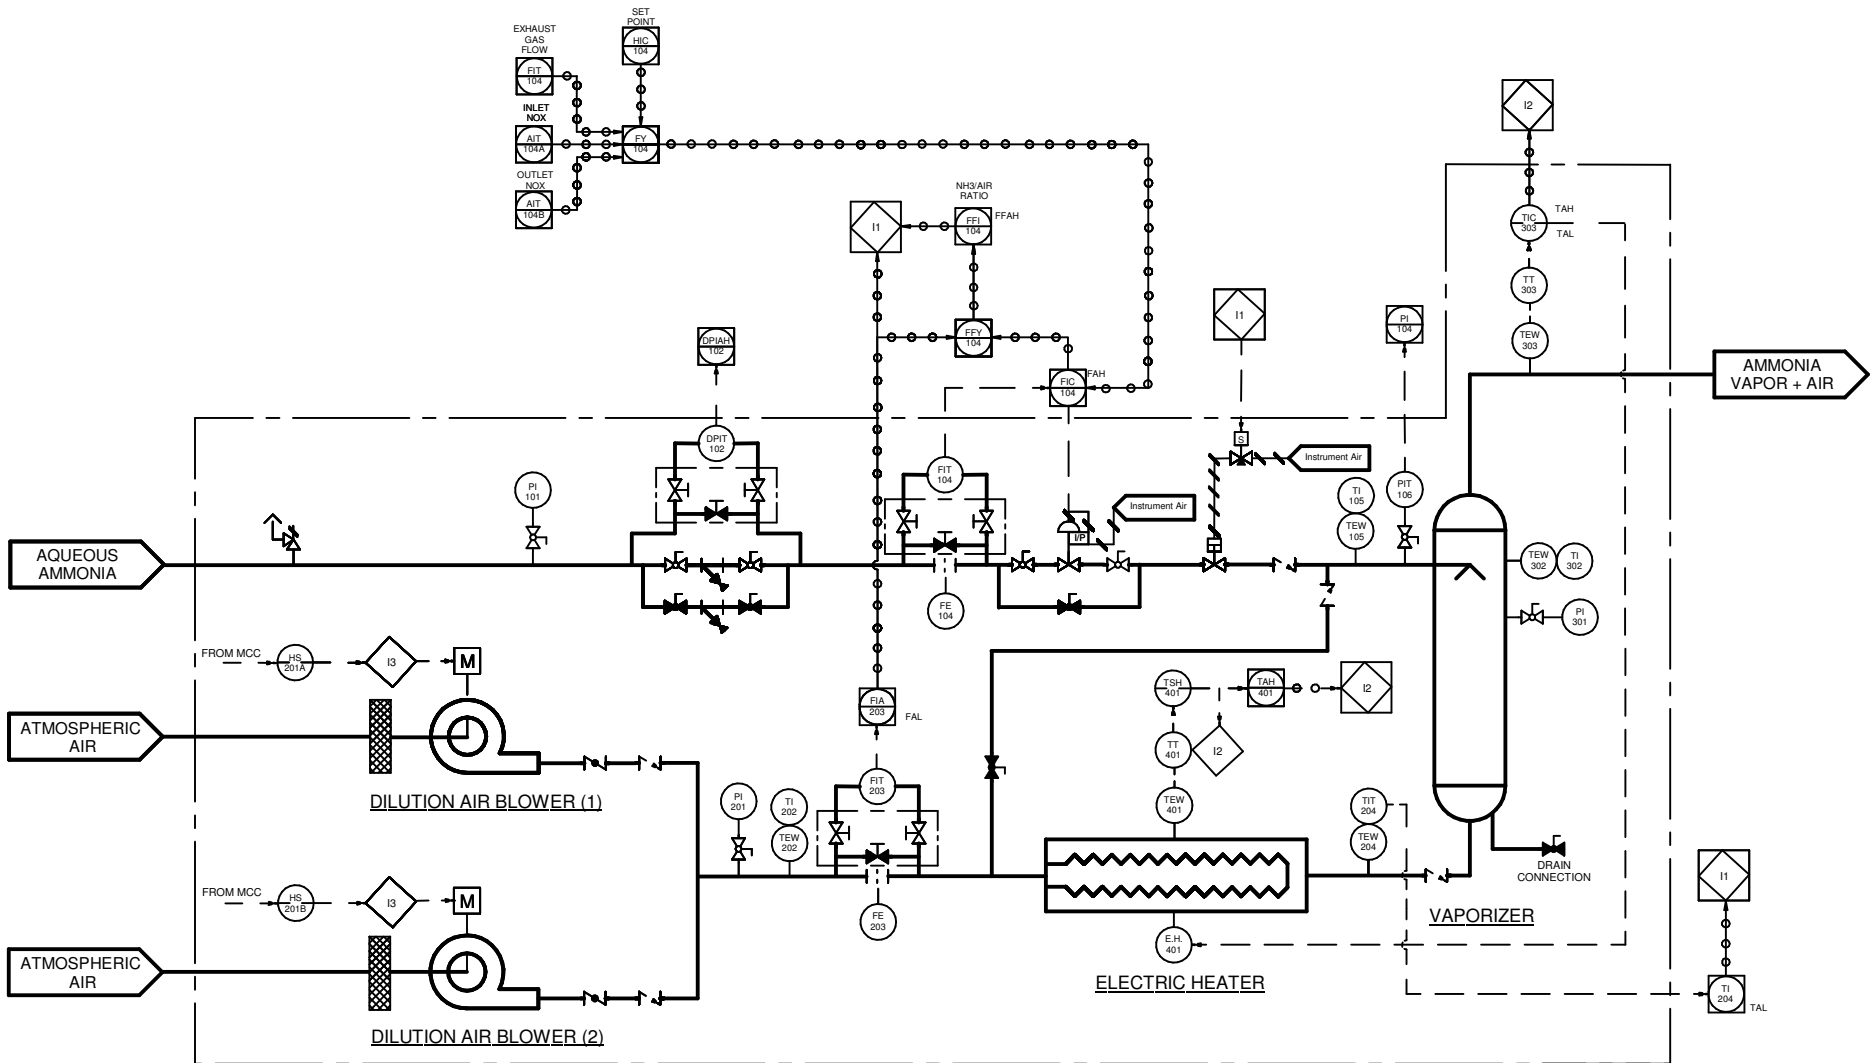 SET
POINT
HIC
104
EXHAUST
GAS
FLOW
FIT
104
INLET
NOX
AIT
104A
FY
104
OUTLET
NOX
AIT
104B
I2
TIC
303
TAH
TAL
TT
303
TEW
303
NH3/AIR
RATIO
I1
FFI
104
FFAH
FFY
104
I1
PI
104
DPIAH
102
FIC
104
FAH
AMMONIA
VAPOR + AIR
DPIT
102
FIT
104
S
Instrument Air
PI
101
Instrument Air
I/P
TI
105
TEW
105
PIT
106
AQUEOUS
AMMONIA
TEW
302
TI
302
FE
104
PI
301
FROM MCC
HS
201A
I3
M
TSH
401
TAH
401
I2
FIA
203
FAL
ATMOSPHERIC
AIR
TT
401
I2
DILUTION AIR BLOWER (1)
PI
201
TI
202
TEW
202
FIT
203
TEW
401
TIT
204
TEW
204
DRAIN
CONNECTION
I1
FROM MCC
HS
201B
I3
M
FE
203
VAPORIZER
E.H.
401
ATMOSPHERIC
AIR
ELECTRIC HEATER
TI
204
TAL
DILUTION AIR BLOWER (2)